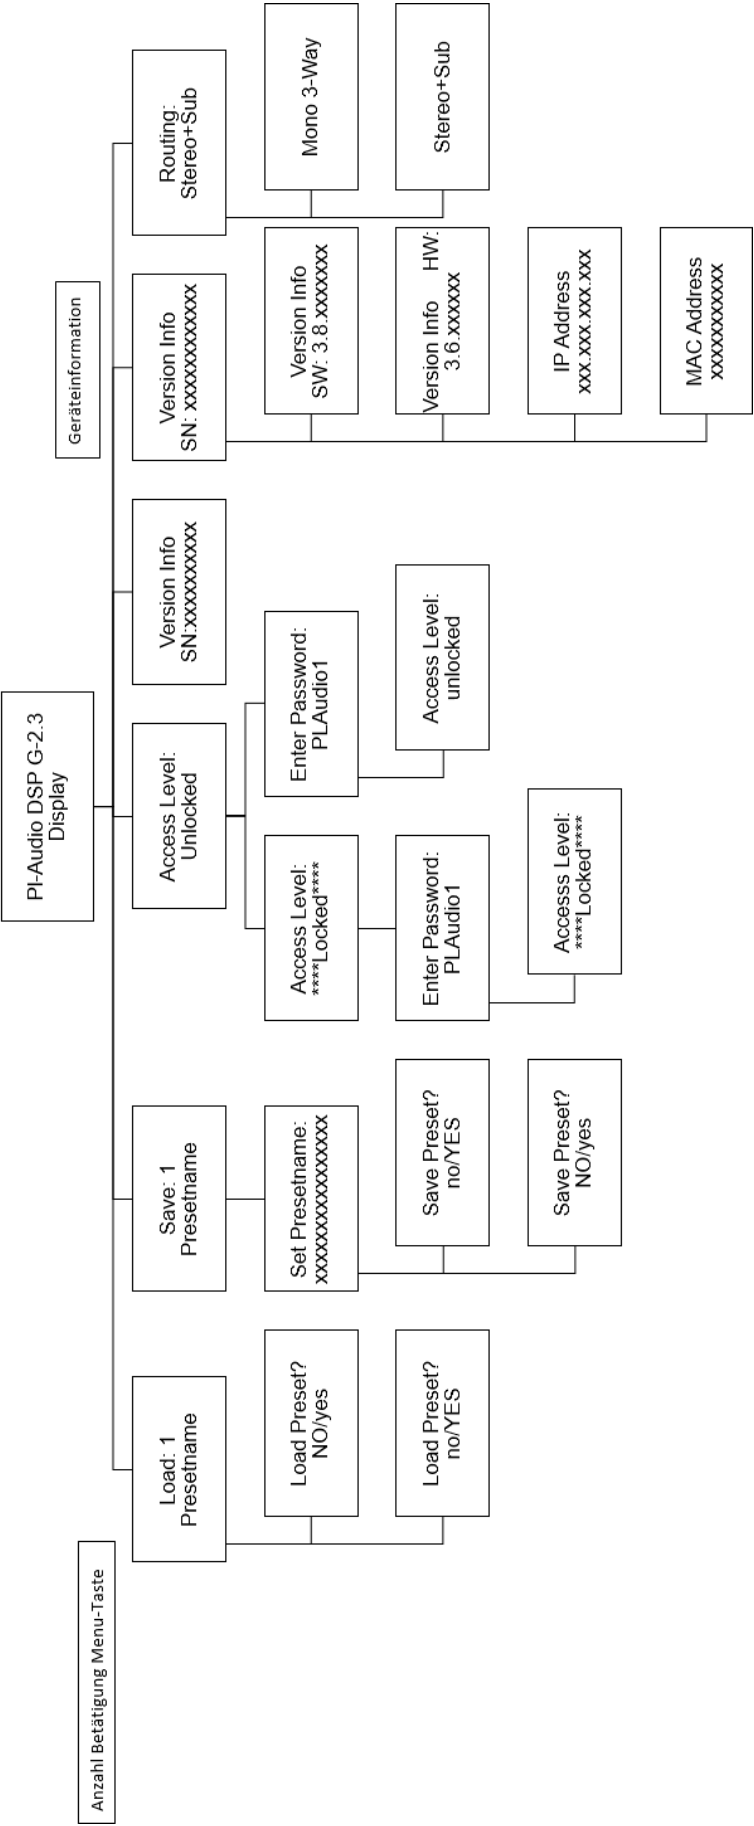 PI-Audio DSP G-2.3
Display
Anzahl Betätigung Menu-Taste
Geräteinformation
Load: 1
Presetname
Load Preset?
NO/yes
Load Preset?
no/YES
Save: 1
Presetname
Set Presetname:
xxxxxxxxxxxxxxxxx
Save Preset?
no/YES
Save Preset?
NO/yes
Access Level:
Unlocked
Access Level:
****Locked****
Enter Password:
PLAudio1
Accesss Level:
****Locked****
Enter Password:
PLAudio1
Access Level:
unlocked
Version Info
SN:xxxxxxxxxxx
Version Info
SN: xxxxxxxxxxxxx
Version Info
SW: 3.8.xxxxxxxx
Version Info HW:
3.6.xxxxxx
IP Address
xxx.xxx.xxx.xxx
MAC Address
xxxxxxxxxxxx
Routing:
Stereo+Sub
Mono 3-Way
Stereo+Sub